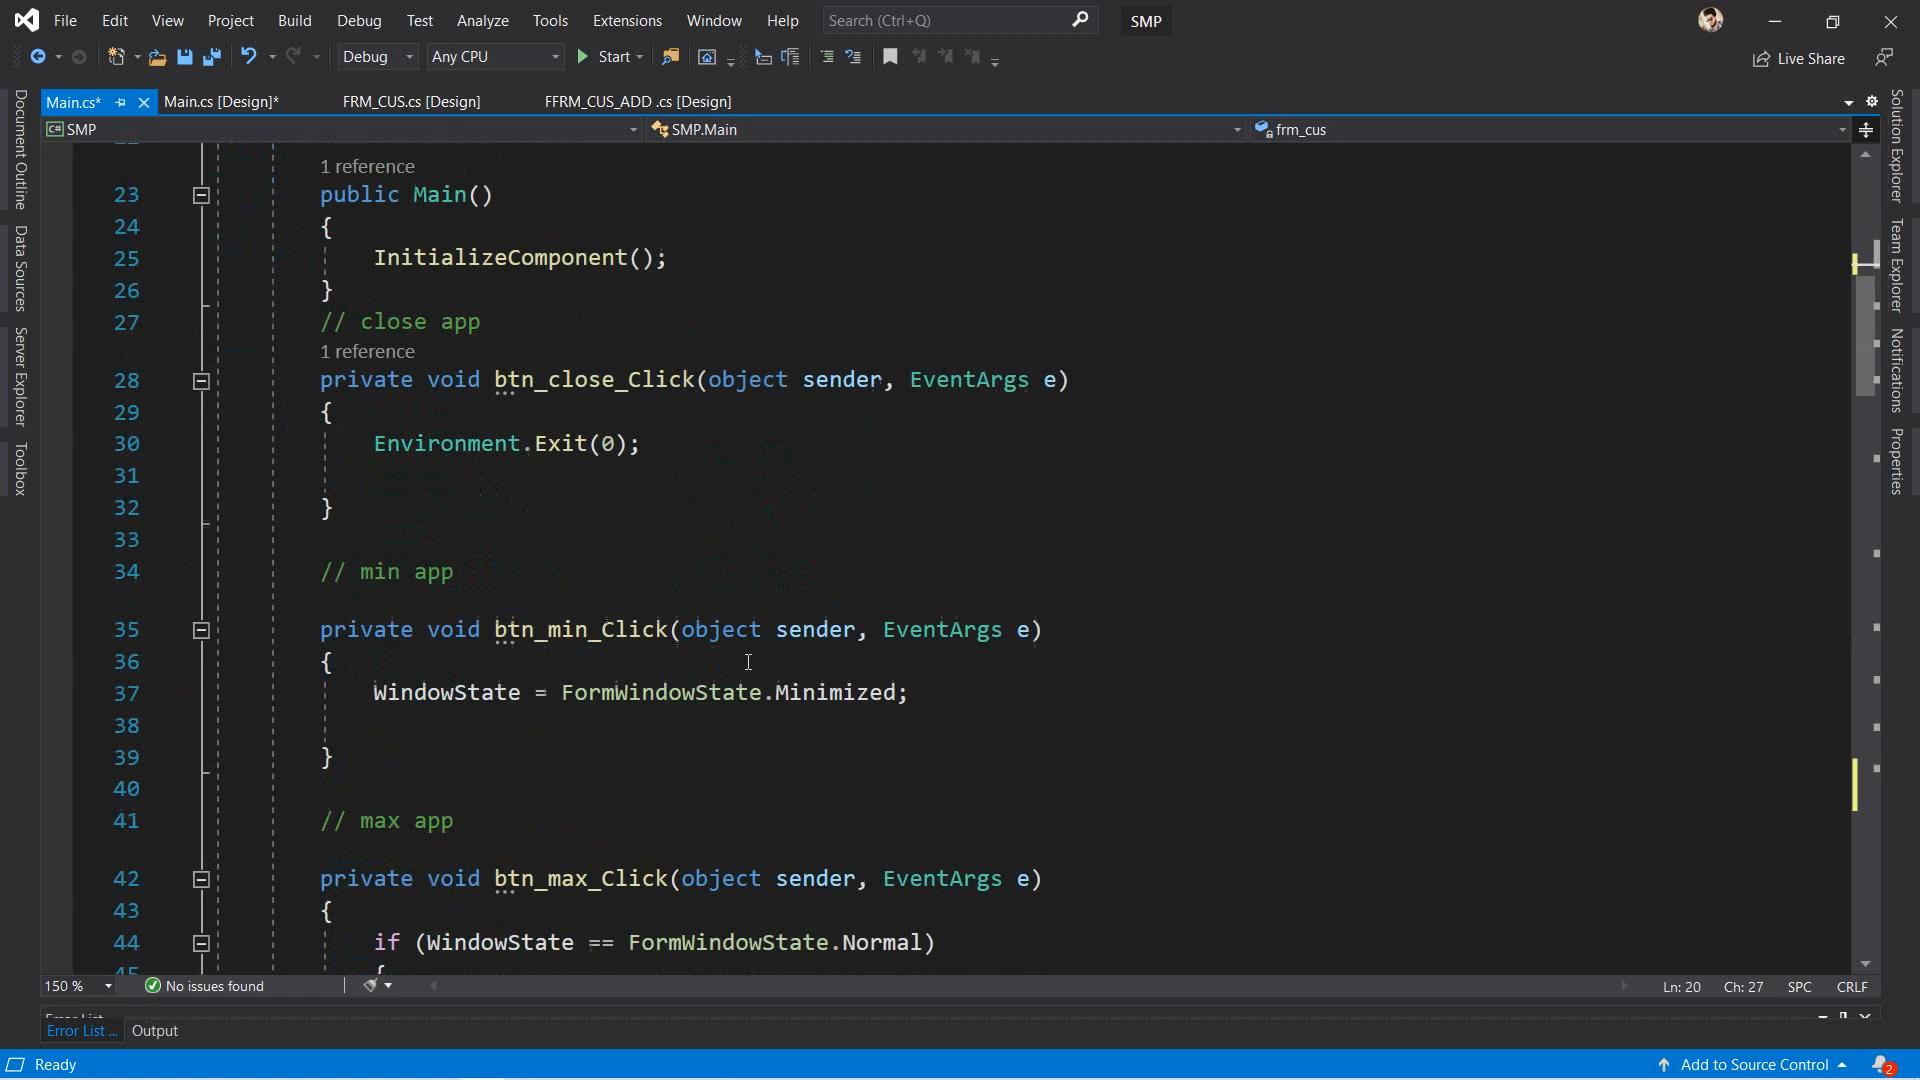 File Edit View Project Build Debug Test Analyze Tools Extensions Window Help Search (Ctrl+Q) SMP
Debug Any CPU Start Live Share
Main.cs* Main.cs [Design]* FRM_CUS.cs [Design] FFRM_CUS_ADD .cs [Design]
C# SMP SMP.Main frm_cus
Document Outline
Data Sources
Server Explorer
Toolbox
1 reference
23 public Main()
24 {
25 InitializeComponent();
26 }
27 // close app
1 reference
28 private void btn_close_Click(object sender, EventArgs e)
29 {
30 Environment.Exit(0);
31
32 }
33
34 // min app
35 private void btn_min_Click(object sender, EventArgs e)
36 {
37 WindowState = FormWindowState.Minimized;
38
39 }
40
41 // max app
42 private void btn_max_Click(object sender, EventArgs e)
43 {
44 if (WindowState == FormWindowState.Normal)
45 {
Solution Explorer
Team Explorer
Notifications
Properties
150 % No issues found Ln: 20 Ch: 27 SPC CRLF
Error List
Error List ... Output
Ready Add to Source Control 2